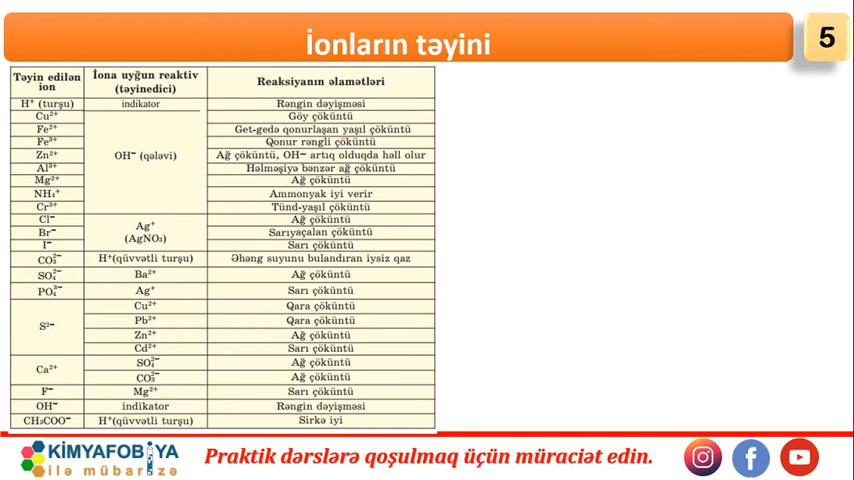 İonların təyini
5
Təyin edilən ion | İona uyğun reaktiv (təyinedici) | Reaksiyanın əlamətləri
H⁺ (turşu) | indikator | Rəngin dəyişməsi
Cu²⁺ | OH⁻ (qələvi) | Göy çöküntü
Fe²⁺ | Get-gedə qonurlaşan yaşıl çöküntü
Fe³⁺ | Qonur rəngli çöküntü
Zn²⁺ | Ağ çöküntü, OH⁻ artıq olduqda həll olur
Al³⁺ | Həlməşiyə bənzər ağ çöküntü
Mg²⁺ | Ağ çöküntü
NH₄⁺ | Ammonyak iyi verir
Cr³⁺ | Tünd-yaşıl çöküntü
Cl⁻ | Ag⁺ (AgNO₃) | Ağ çöküntü
Br⁻ | Sarıyaçalan çöküntü
I⁻ | Sarı çöküntü
CO₃²⁻ | H⁺(qüvvətli turşu) | Əhəng suyunu bulandıran iysiz qaz
SO₄²⁻ | Ba²⁺ | Ağ çöküntü
PO₄³⁻ | Ag⁺ | Sarı çöküntü
S²⁻ | Cu²⁺ | Qara çöküntü
Pb²⁺ | Qara çöküntü
Zn²⁺ | Ağ çöküntü
Cd²⁺ | Sarı çöküntü
Ca²⁺ | SO₄²⁻ | Ağ çöküntü
CO₃²⁻ | Ağ çöküntü
F⁻ | Mg²⁺ | Sarı çöküntü
OH⁻ | indikator | Rəngin dəyişməsi
CH₃COO⁻ | H⁺(qüvvətli turşu) | Sirkə iyi
KİMYAFOBİYA
ilə mübarizə
Praktik dərslərə qoşulmaq üçün müraciət edin.